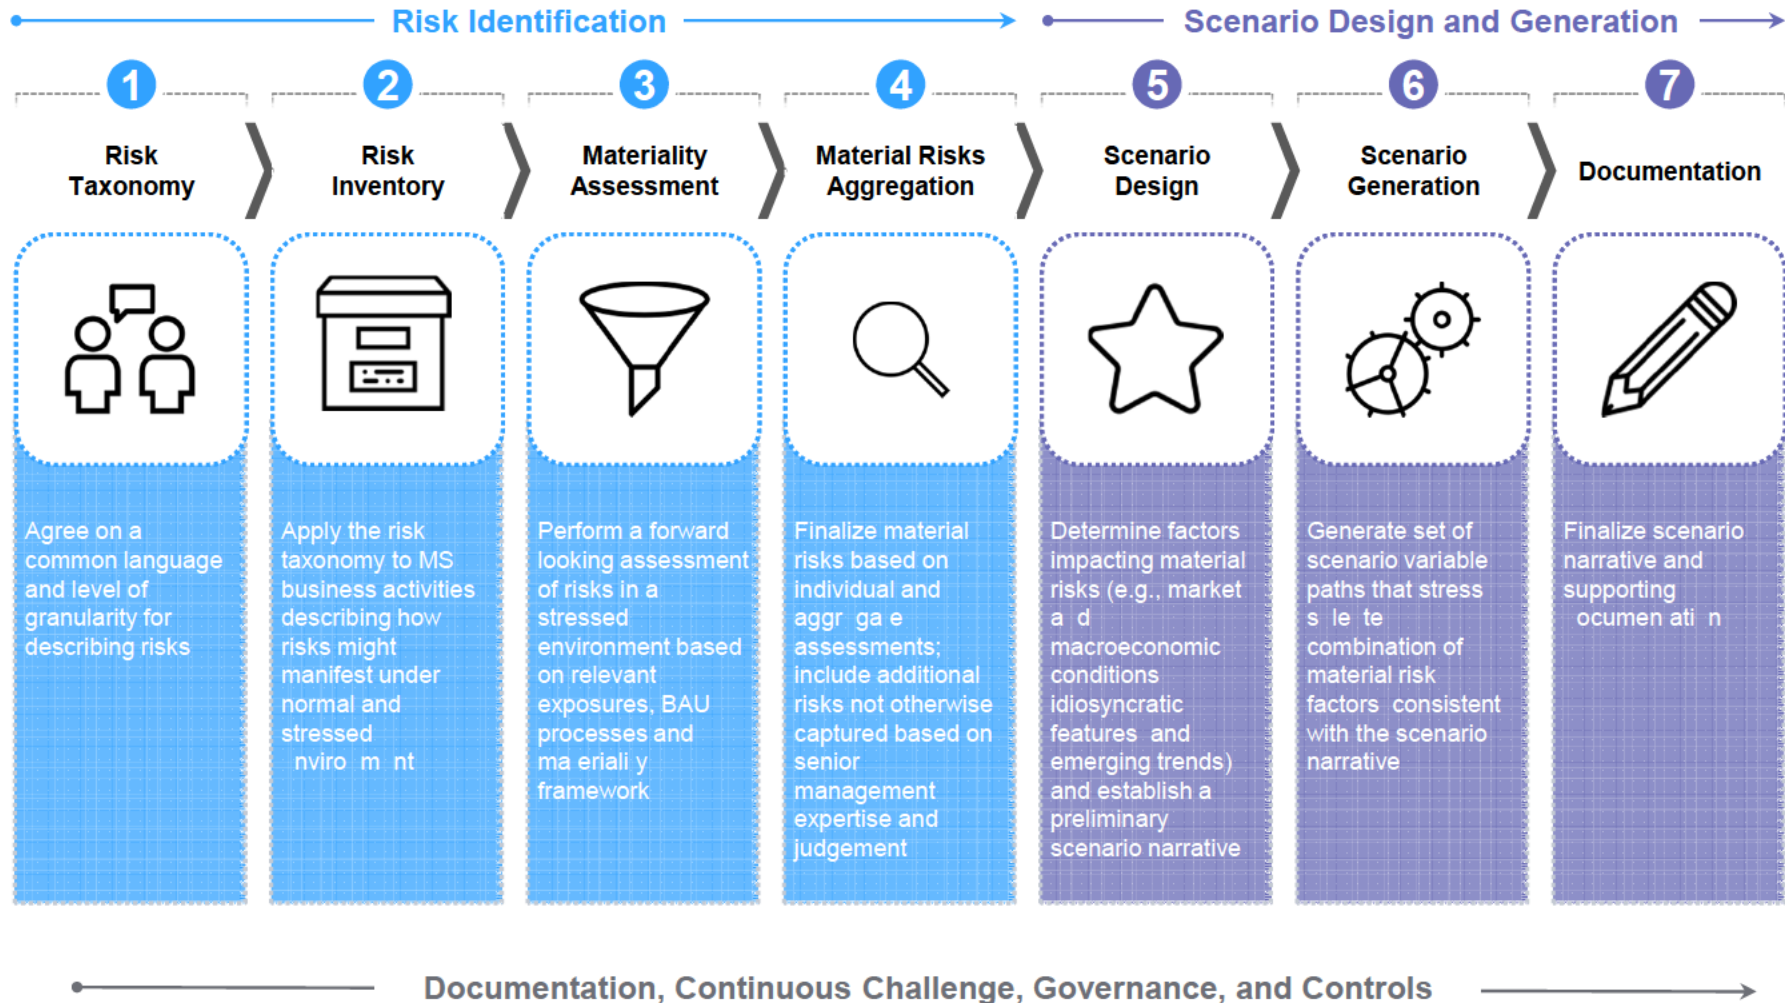 Risk Identification
Scenario Design and Generation
1
2
3
4
5
6
7
Risk
Taxonomy
Risk
Inventory
Materiality
Assessment
Material Risks
Aggregation
Scenario
Design
Scenario
Generation
Documentation
Agree on a
common language
and level of
granularity for
describing risks
Apply the risk
taxonomy to MS
business activities
describing how
risks might
manifest under
normal and
stressed
Perform a forward
looking assessment
of risks in a
stressed
environment based
on relevant
exposures, BAU
processes and
framework
Finalize material
risks based on
individual and
assessments;
include additional
risks not otherwise
captured based on
senior
management
expertise and
judgement
Determine factors
impacting material
risks (e.g., market
macroeconomic
conditions
idiosyncratic
features and
emerging trends)
and establish a
preliminary
scenario narrative
Generate set of
scenario variable
paths that stress
combination of
material risk
factors consistent
with the scenario
narrative
Finalize scenario
narrative and
supporting
Documentation, Continuous Challenge, Governance, and Controls